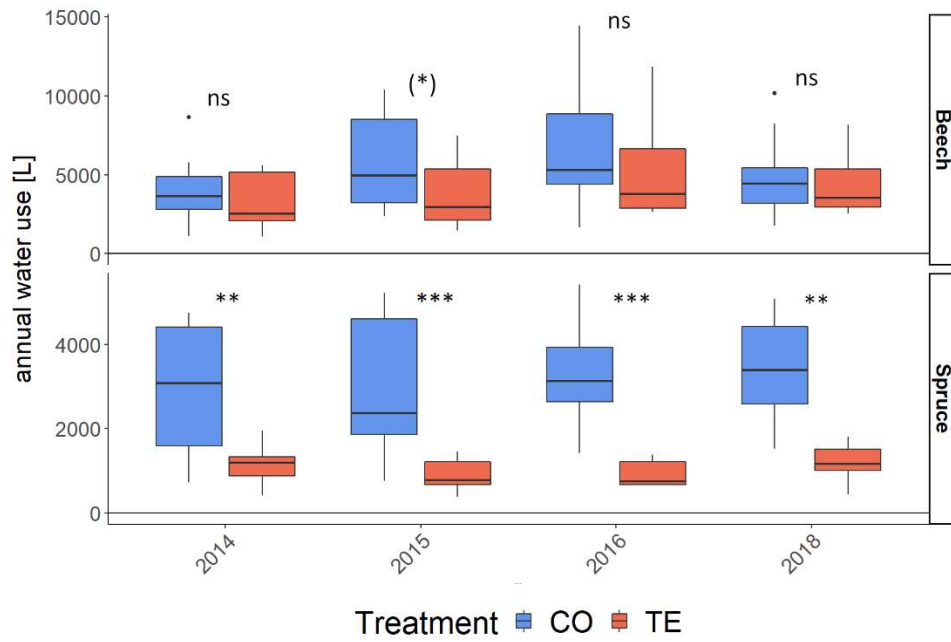 annual water use [L]
15000
10000
5000
0
ns
(*)
ns
ns
Beech
4000
2000
0
**
***
***
**
Spruce
2014
2015
2016
2018
Treatment CO TE